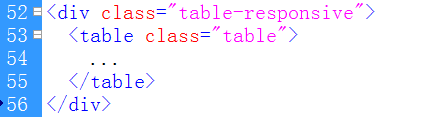 52 <div class="table-responsive">
53   <table class="table">
54     ...
55   </table>
56 </div>